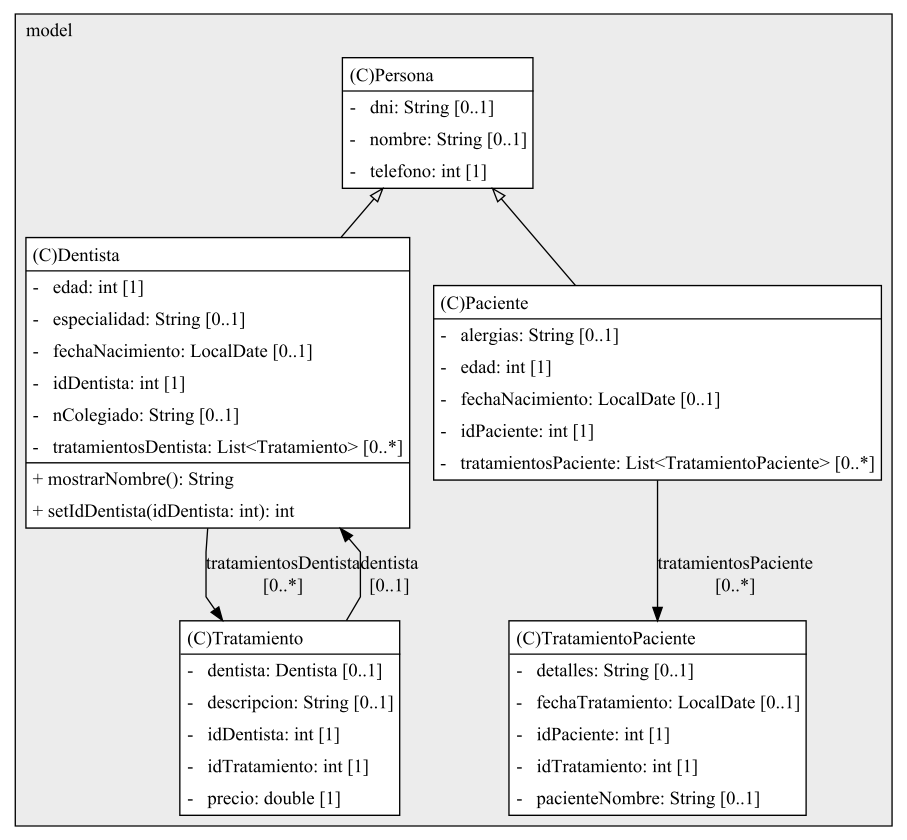 model
(C)Persona
- dni: String [0..1]
- nombre: String [0..1]
- telefono: int [1]
(C)Dentista
- edad: int [1]
- especialidad: String [0..1]
- fechaNacimiento: LocalDate [0..1]
- idDentista: int [1]
- nColegiado: String [0..1]
- tratamientosDentista: List<Tratamiento> [0..*]
+ mostrarNombre(): String
+ setIdDentista(idDentista: int): int
(C)Paciente
- alergias: String [0..1]
- edad: int [1]
- fechaNacimiento: LocalDate [0..1]
- idPaciente: int [1]
- tratamientosPaciente: List<TratamientoPaciente> [0..*]
tratamientosDentista
[0..*]
dentista
[0..1]
tratamientosPaciente
[0..*]
(C)Tratamiento
- dentista: Dentista [0..1]
- descripcion: String [0..1]
- idDentista: int [1]
- idTratamiento: int [1]
- precio: double [1]
(C)TratamientoPaciente
- detalles: String [0..1]
- fechaTratamiento: LocalDate [0..1]
- idPaciente: int [1]
- idTratamiento: int [1]
- pacienteNombre: String [0..1]